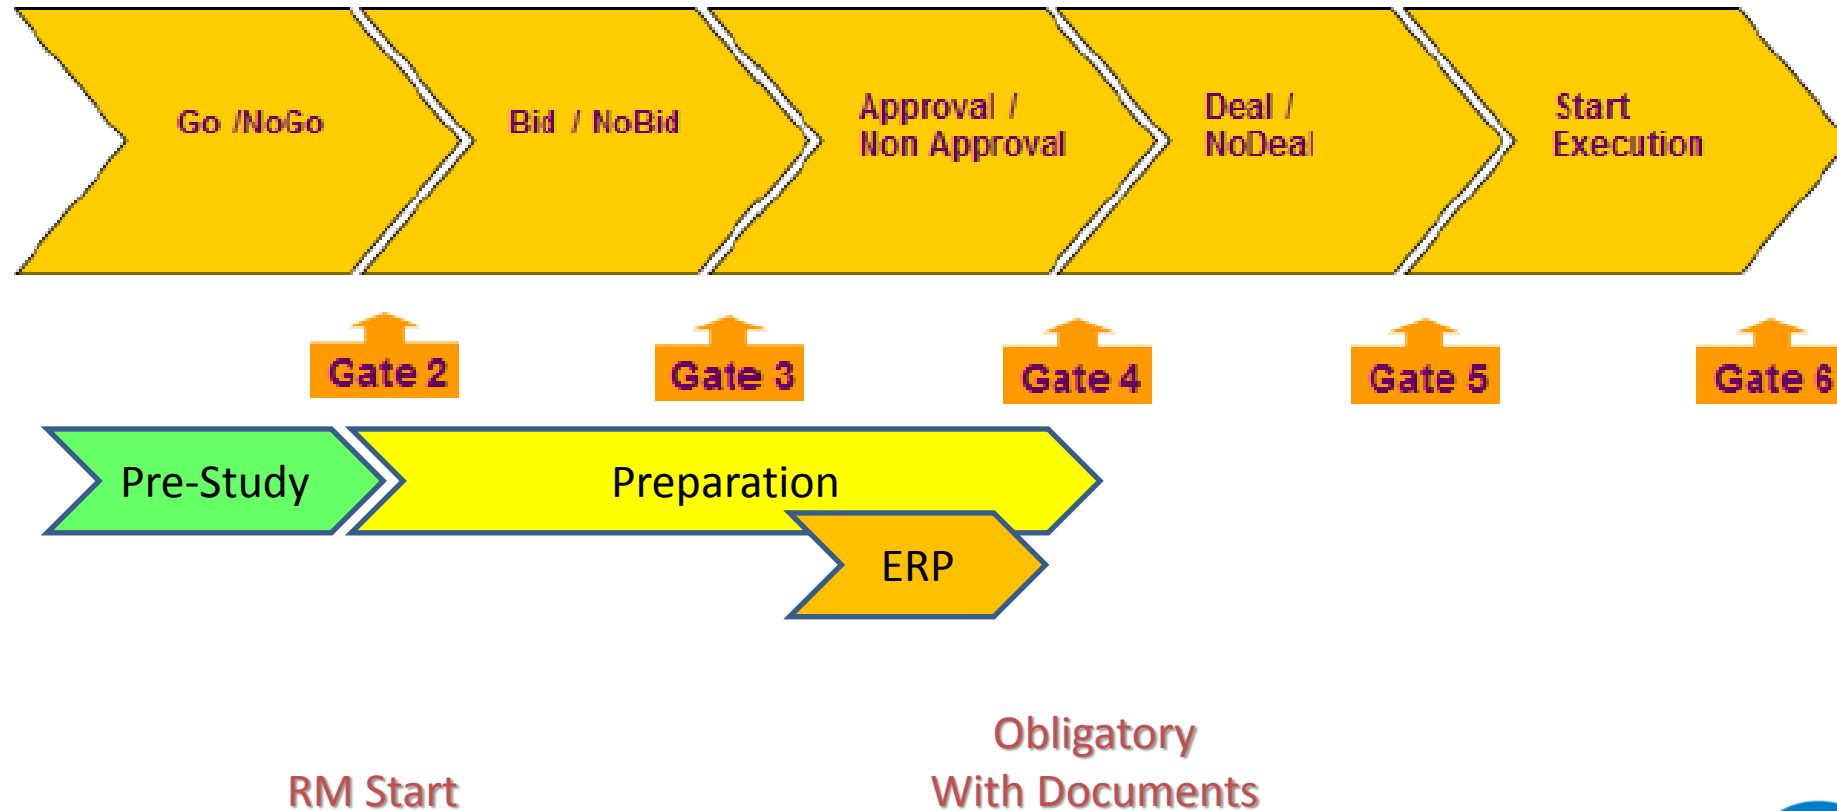 Go /NoGo
Bid / NoBid
Approval /
Non Approval
Deal /
NoDeal
Start
Execution
Gate 2
Gate 3
Gate 4
Gate 5
Gate 6
Pre-Study
Preparation
ERP
RM Start
Obligatory
With Documents